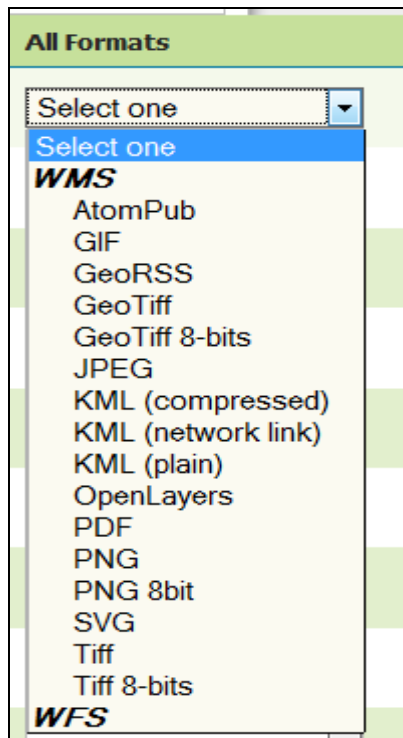 All Formats
Select one
Select one
WMS
AtomPub
GIF
GeoRSS
GeoTiff
GeoTiff 8-bits
JPEG
KML (compressed)
KML (network link)
KML (plain)
OpenLayers
PDF
PNG
PNG 8bit
SVG
Tiff
Tiff 8-bits
WFS